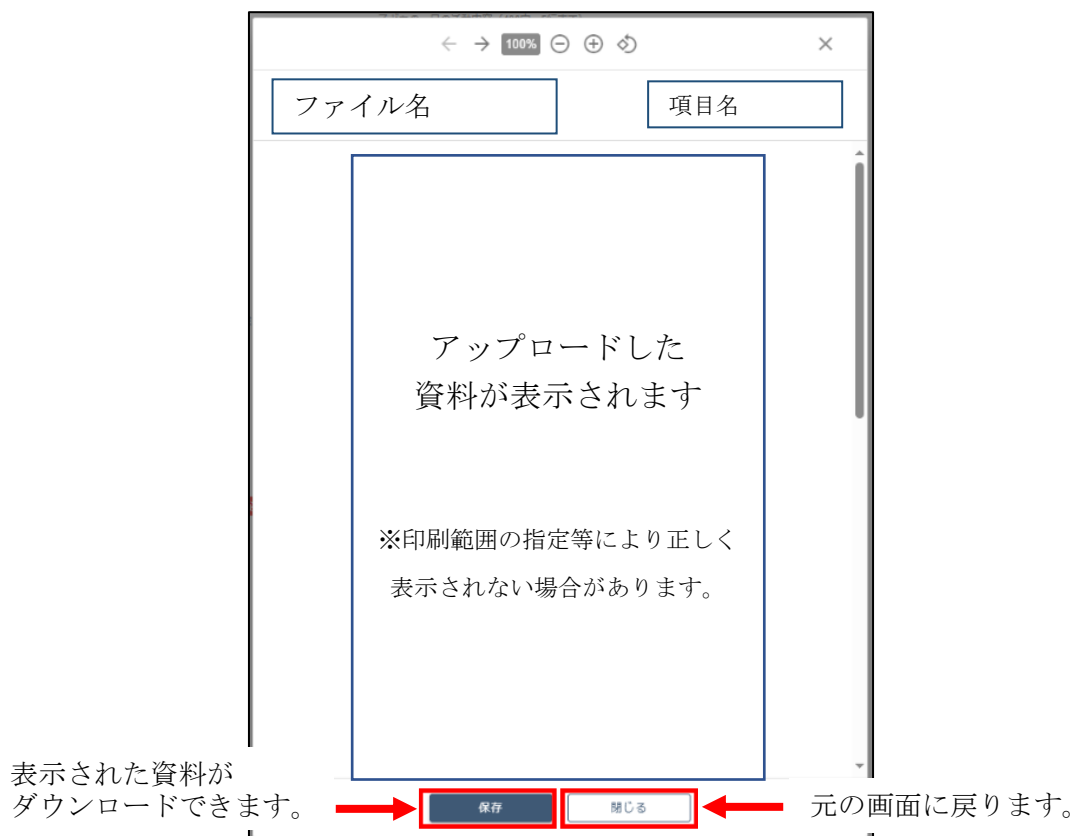 100%
ファイル名
項目名
アップロードした
資料が表示されます
※印刷範囲の指定等により正しく
表示されない場合があります。
表示された資料が
ダウンロードできます。
保存
閉じる
元の画面に戻ります。